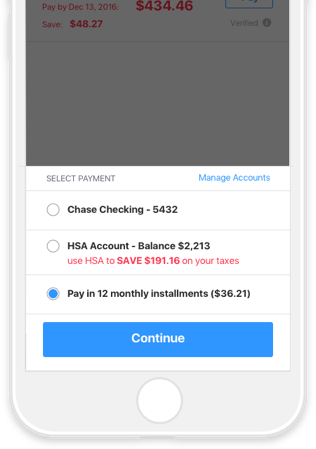 Pay by Dec 13, 2016: $434.46
Save: $48.27
Verified
SELECT PAYMENT Manage Accounts
Chase Checking - 5432
HSA Account - Balance $2,213
use HSA to SAVE $191.16 on your taxes
Pay in 12 monthly installments ($36.21)
Continue